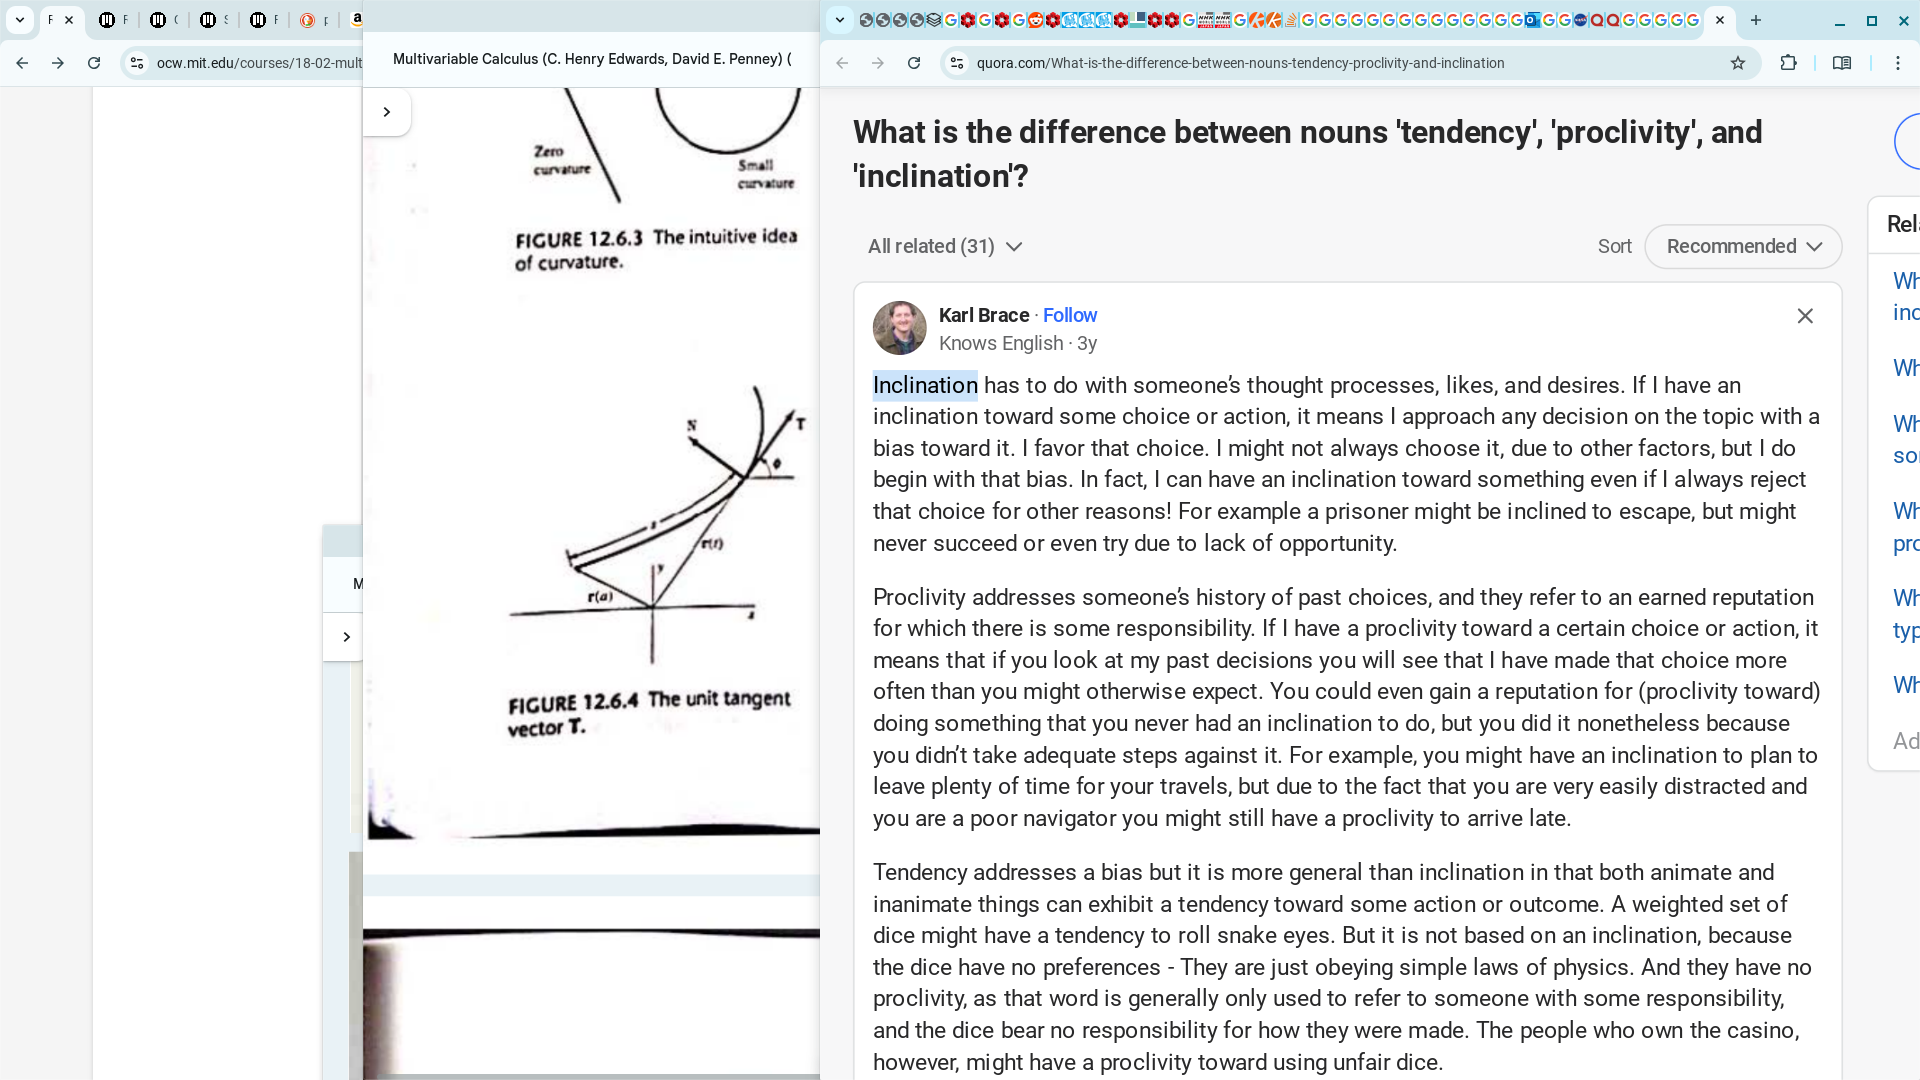 ocw.mit.edu/courses/18-02-mult
Multivariable Calculus (C. Henry Edwards, David E. Penney) (
Zero
curvature
Small
curvature
FIGURE 12.6.3 The intuitive idea
of curvature.
N
T
ϕ
s
r(t)
y
r(a)
x
FIGURE 12.6.4 The unit tangent
vector T.
M
quora.com/What-is-the-difference-between-nouns-tendency-proclivity-and-inclination
What is the difference between nouns 'tendency', 'proclivity', and
'inclination'?
All related (31)
Sort
Recommended
Karl Brace · Follow
Knows English · 3y
Inclination has to do with someone’s thought processes, likes, and desires. If I have an
inclination toward some choice or action, it means I approach any decision on the topic with a
bias toward it. I favor that choice. I might not always choose it, due to other factors, but I do
begin with that bias. In fact, I can have an inclination toward something even if I always reject
that choice for other reasons! For example a prisoner might be inclined to escape, but might
never succeed or even try due to lack of opportunity.
Proclivity addresses someone’s history of past choices, and they refer to an earned reputation
for which there is some responsibility. If I have a proclivity toward a certain choice or action, it
means that if you look at my past decisions you will see that I have made that choice more
often than you might otherwise expect. You could even gain a reputation for (proclivity toward)
doing something that you never had an inclination to do, but you did it nonetheless because
you didn’t take adequate steps against it. For example, you might have an inclination to plan to
leave plenty of time for your travels, but due to the fact that you are very easily distracted and
you are a poor navigator you might still have a proclivity to arrive late.
Tendency addresses a bias but it is more general than inclination in that both animate and
inanimate things can exhibit a tendency toward some action or outcome. A weighted set of
dice might have a tendency to roll snake eyes. But it is not based on an inclination, because
the dice have no preferences - They are just obeying simple laws of physics. And they have no
proclivity, as that word is generally only used to refer to someone with some responsibility,
and the dice bear no responsibility for how they were made. The people who own the casino,
however, might have a proclivity toward using unfair dice.
Rel
Wh
inc
Wh
Wh
sor
Wh
pro
Wh
typ
Wh
Ad